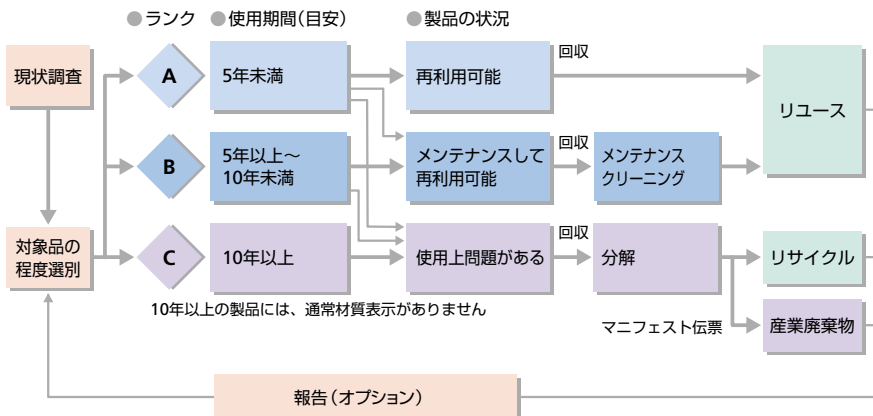 ●ランク ●使用期間（目安） ●製品の状況
現状調査
A
5年未満
再利用可能
回収
リユース
B
5年以上～
10年未満
メンテナンスして
再利用可能
回収
メンテナンス
クリーニング
対象品の
程度選別
C
10年以上
使用上問題がある
回収
分解
リサイクル
10年以上の製品には、通常材質表示がありません
マニフェスト伝票
産業廃棄物
報告（オプション）